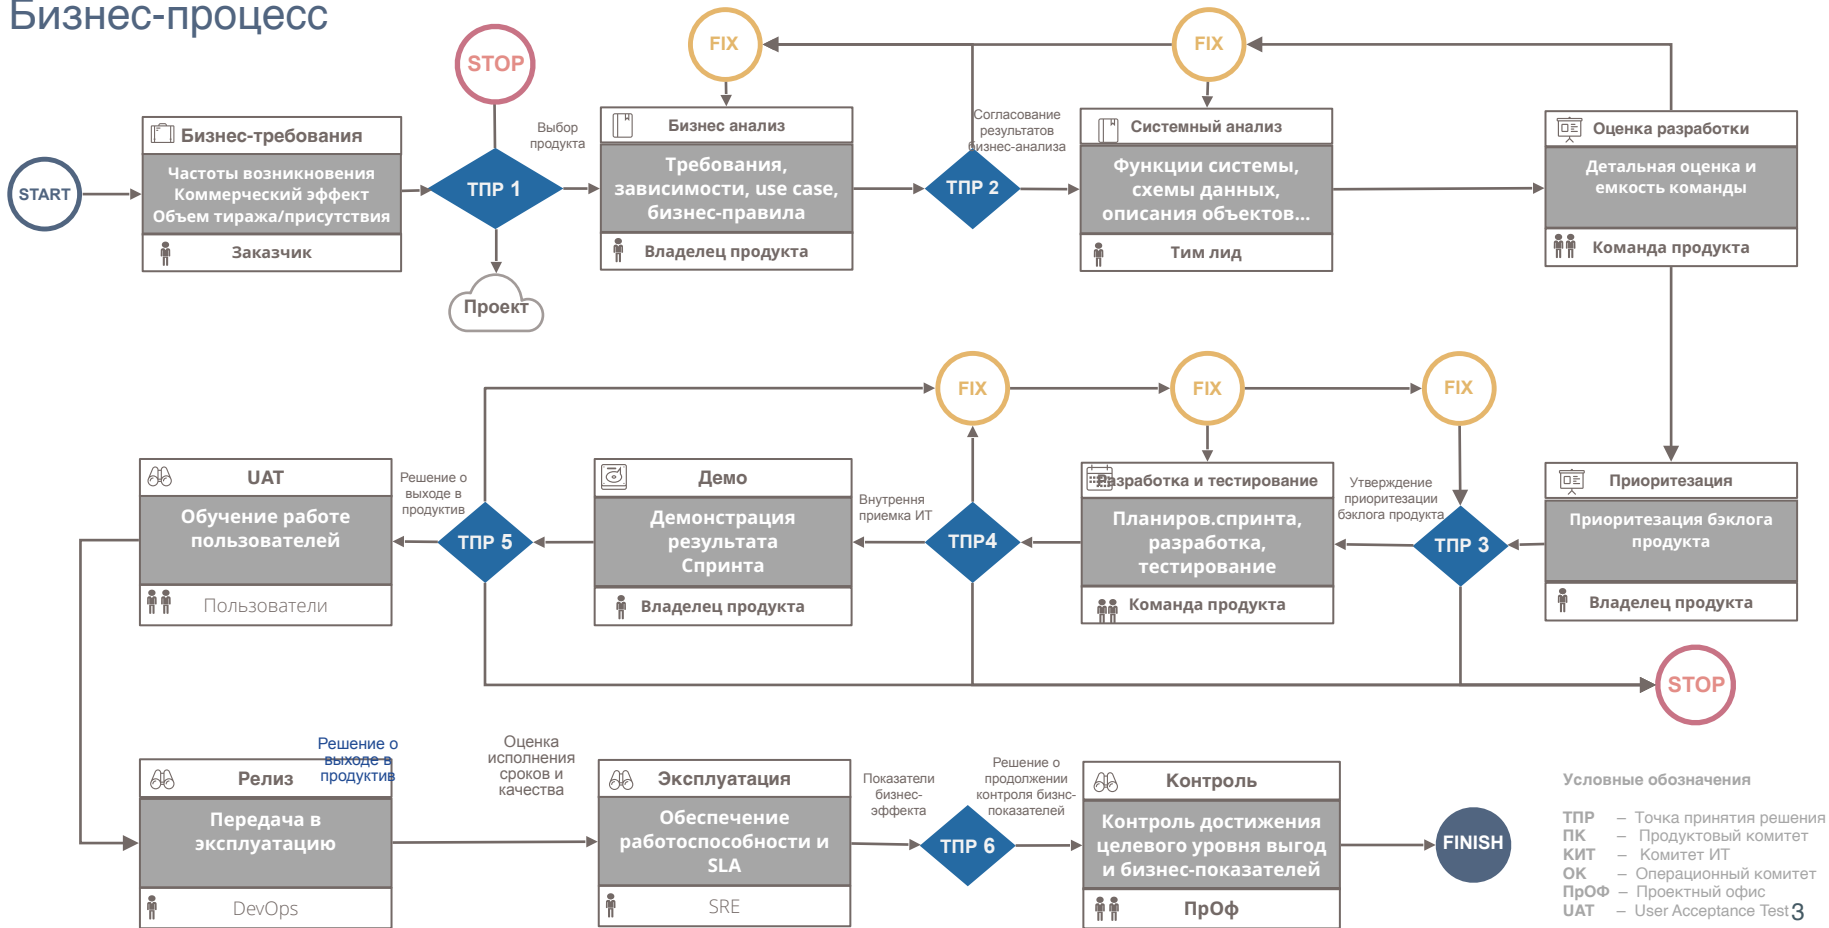 Бизнес-процесс
START
Бизнес-требования
Частоты возникновения
Коммерческий эффект
Объем тиража/присутствия
Заказчик
STOP
ТПР 1
Проект
Выбор
продукта
FIX
Бизнес анализ
Требования,
зависимости, use case,
бизнес-правила
Владелец продукта
ТПР 2
Согласование
результатов
бизнес-анализа
FIX
Системный анализ
Функции системы,
схемы данных,
описания объектов...
Тим лид
Оценка разработки
Детальная оценка и
емкость команды
Команда продукта
Приоритезация
Приоритезация бэклога
продукта
Владелец продукта
FIX
ТПР 3
Утверждение
приоритезации
бэклога продукта
FIX
Разработка и тестирование
Планиров.спринта,
разработка,
тестирование
Команда продукта
FIX
ТПР4
Внутрення
приемка ИТ
Демо
Демонстрация
результата
Спринта
Владелец продукта
ТПР 5
Решение о
выходе в
продуктив
UAT
Обучение работе
пользователей
Пользователи
STOP
Релиз
Передача в
эксплуатацию
DevOps
Решение о
выходе в
продуктив
Оценка
исполнения
сроков и
качества
Эксплуатация
Обеспечение
работоспособности и
SLA
SRE
Показатели
бизнес-
эффекта
ТПР 6
Решение о
продолжении
контроля бизнс-
показателей
Контроль
Контроль достижения
целевого уровня выгод
и бизнес-показателей
ПрОф
FINISH
Условные обозначения
ТПР – Точка принятия решения
ПК – Продуктовый комитет
КИТ – Комитет ИТ
ОК – Операционный комитет
ПрОФ – Проектный офис
UAT – User Acceptance Test
3